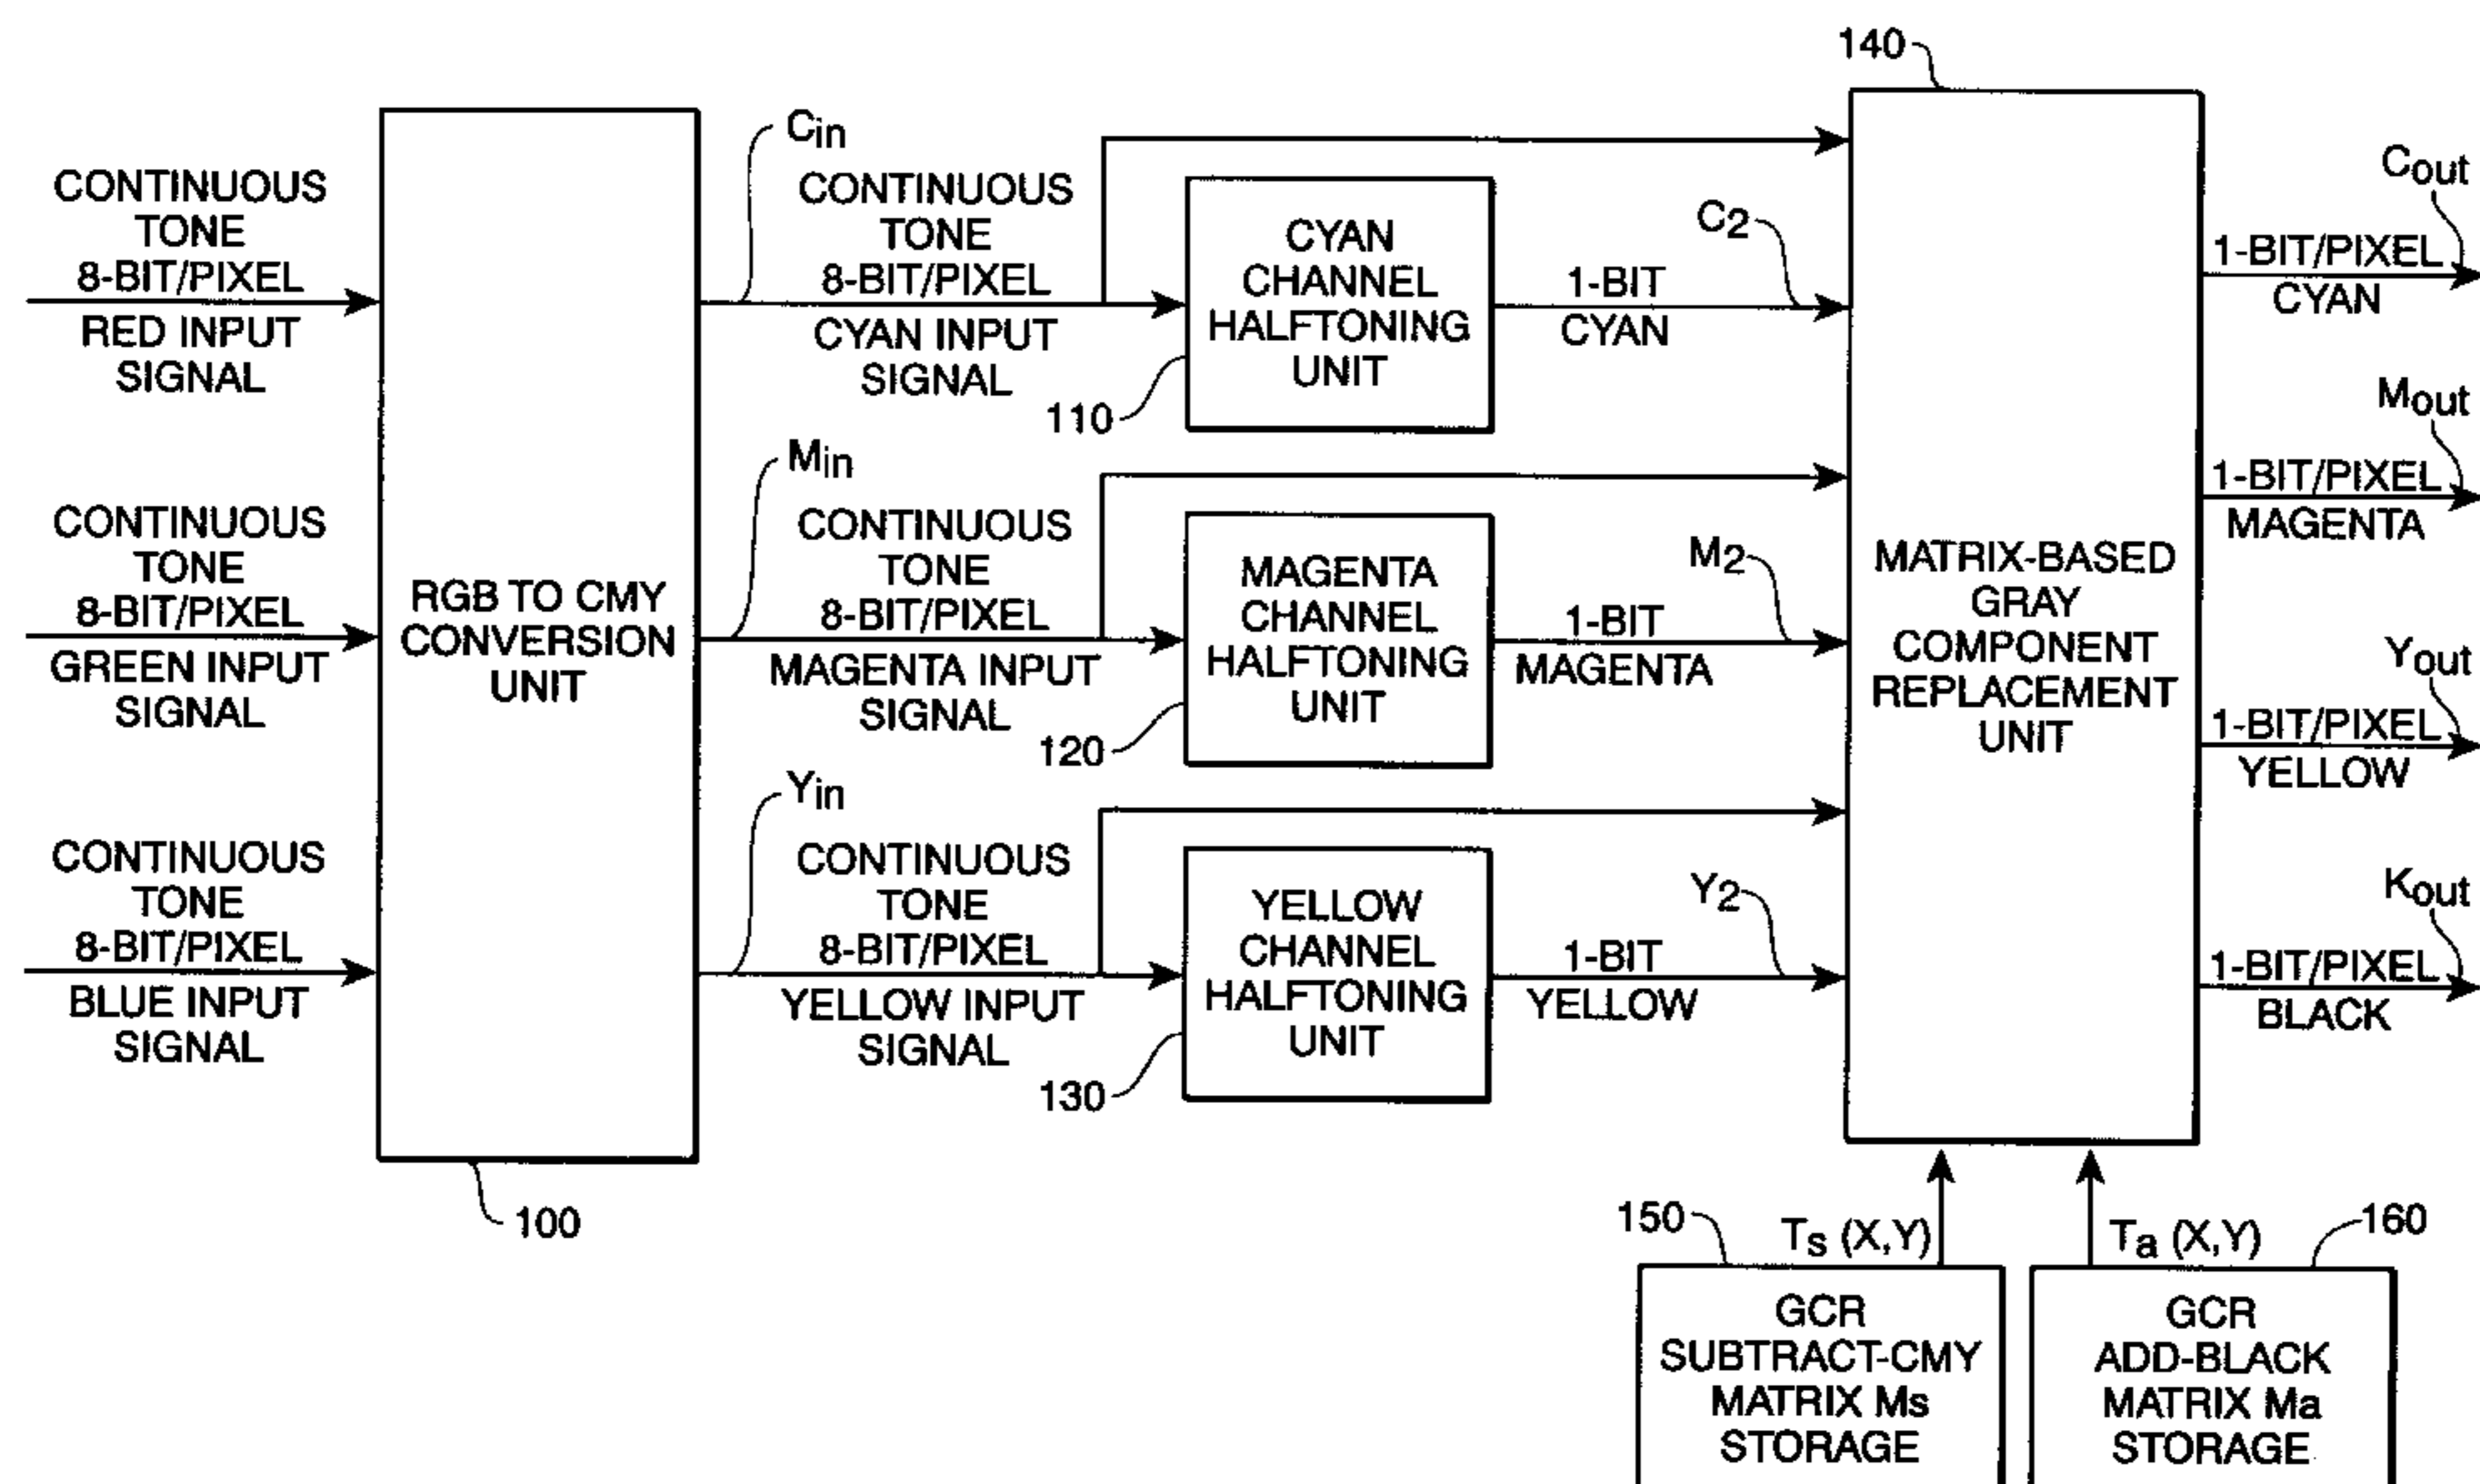 140
Cin
Cout
CONTINUOUS
TONE
8-BIT/PIXEL
RED INPUT
SIGNAL
CONTINUOUS
TONE
8-BIT/PIXEL
CYAN INPUT
SIGNAL
CYAN
CHANNEL
HALFTONING
UNIT
110
C2
1-BIT
CYAN
1-BIT/PIXEL
CYAN
Min
Mout
CONTINUOUS
TONE
8-BIT/PIXEL
GREEN INPUT
SIGNAL
RGB TO CMY
CONVERSION
UNIT
CONTINUOUS
TONE
8-BIT/PIXEL
MAGENTA INPUT
SIGNAL
MAGENTA
CHANNEL
HALFTONING
UNIT
120
M2
1-BIT
MAGENTA
MATRIX-BASED
GRAY
COMPONENT
REPLACEMENT
UNIT
1-BIT/PIXEL
MAGENTA
Yout
1-BIT/PIXEL
YELLOW
Yin
CONTINUOUS
TONE
8-BIT/PIXEL
BLUE INPUT
SIGNAL
CONTINUOUS
TONE
8-BIT/PIXEL
YELLOW INPUT
SIGNAL
YELLOW
CHANNEL
HALFTONING
UNIT
130
Y2
1-BIT
YELLOW
Kout
1-BIT/PIXEL
BLACK
100
150
Ts (X,Y)
Ta (X,Y)
160
GCR
SUBTRACT-CMY
MATRIX Ms
STORAGE
GCR
ADD-BLACK
MATRIX Ma
STORAGE